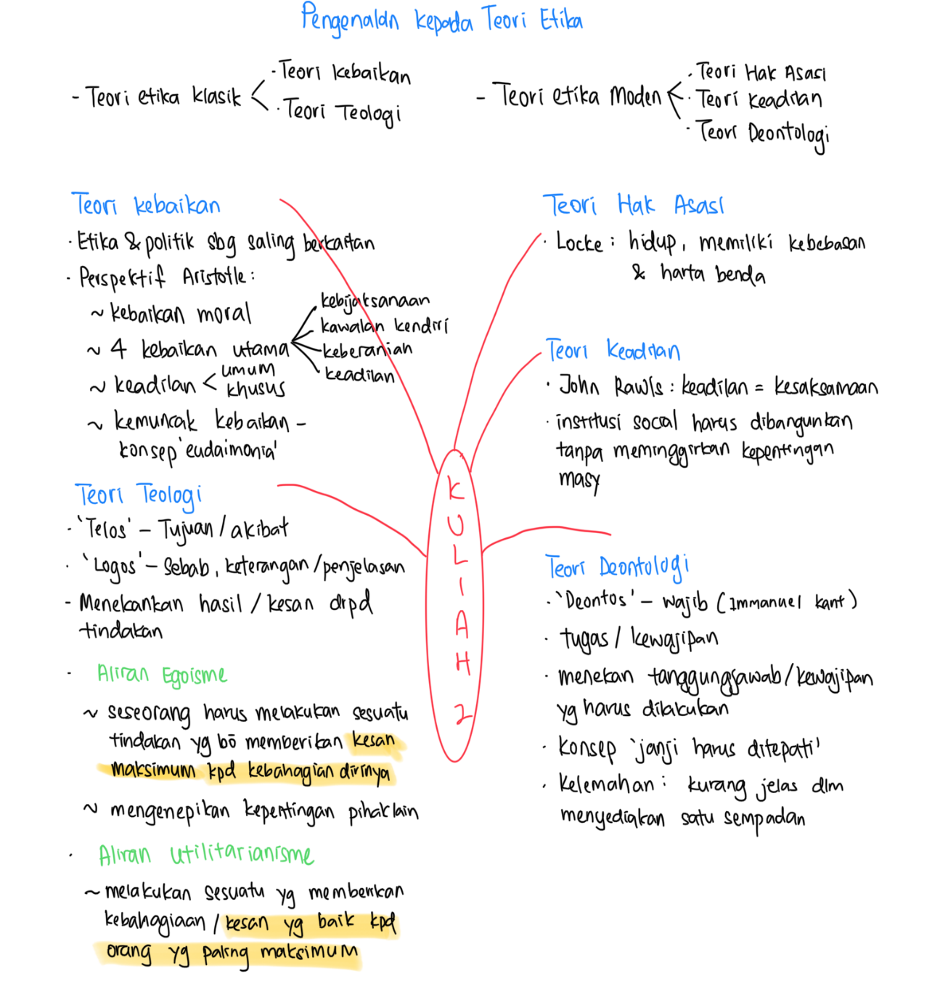 Pengenalan kepada Teori Etika
- Teori etika klasik < · Teori kebaikan
· Teori Teologi
- Teori etika Moden < · Teori Hak Asasi
· Teori Keadilan
· Teori Deontologi
Teori kebaikan
· Etika & politik sbg saling berkaitan
· Perspektif Aristotle :
~ kebaikan moral
~ 4 kebaikan utama
kebijaksanaan
kawalan kendiri
keberanian
keadilan
~ keadilan < umum
khusus
~ kemuncak kebaikan -
konsep 'eudaimonia'
Teori Teologi
· 'Telos' - Tujuan / akibat
· 'Logos' - Sebab, keterangan / penjelasan
- Menekankan hasil / kesan drpd
tindakan
· Aliran Egoisme
~ seseorang harus melakukan sesuatu
tindakan yg memberikan kesan
maksimum kpd kebahagian dirinya
~ mengenepikan kepentingan pihak lain
· Aliran Utilitarianisme
~ melakukan sesuatu yg memberikan
kebahagiaan / kesan yg baik kpd
orang yg paling maksimum
KULIAH 2
Teori Hak Asasi
· Locke : hidup, memiliki kebebasan
& harta benda
Teori Keadilan
· John Rawls : keadilan = kesaksamaan
· institusi social harus dibangunkan
tanpa meminggirkan kepentingan
masy
Teori Deontologi
· 'Deontos' - wajib (Immanuel kant)
· tugas / kewajipan
· menekan tanggungjawab/kewajipan
yg harus dilakukan
· konsep 'janji harus ditepati'
· kelemahan : kurang jelas dlm
menyediakan satu sempadan